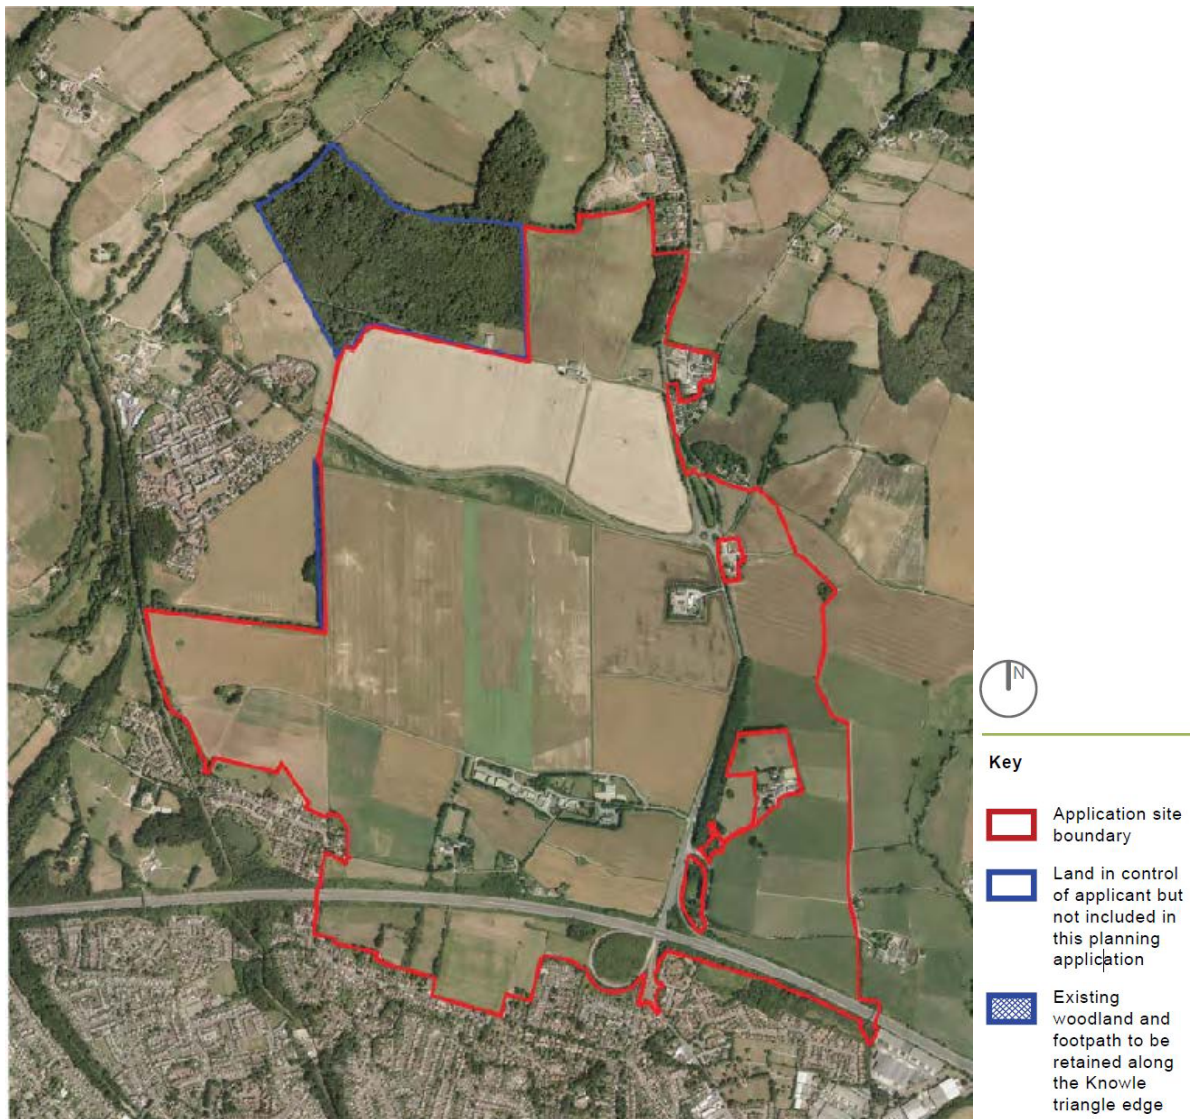 N
Key
Application site
boundary
Land in control
of applicant but
not included in
this planning
application
Existing
woodland and
footpath to be
retained along
the Knowle
triangle edge